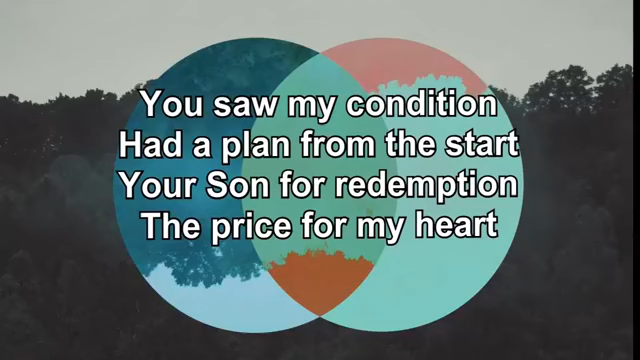 You saw my condition
Had a plan from the start
Your Son for redemption
The price for my heart